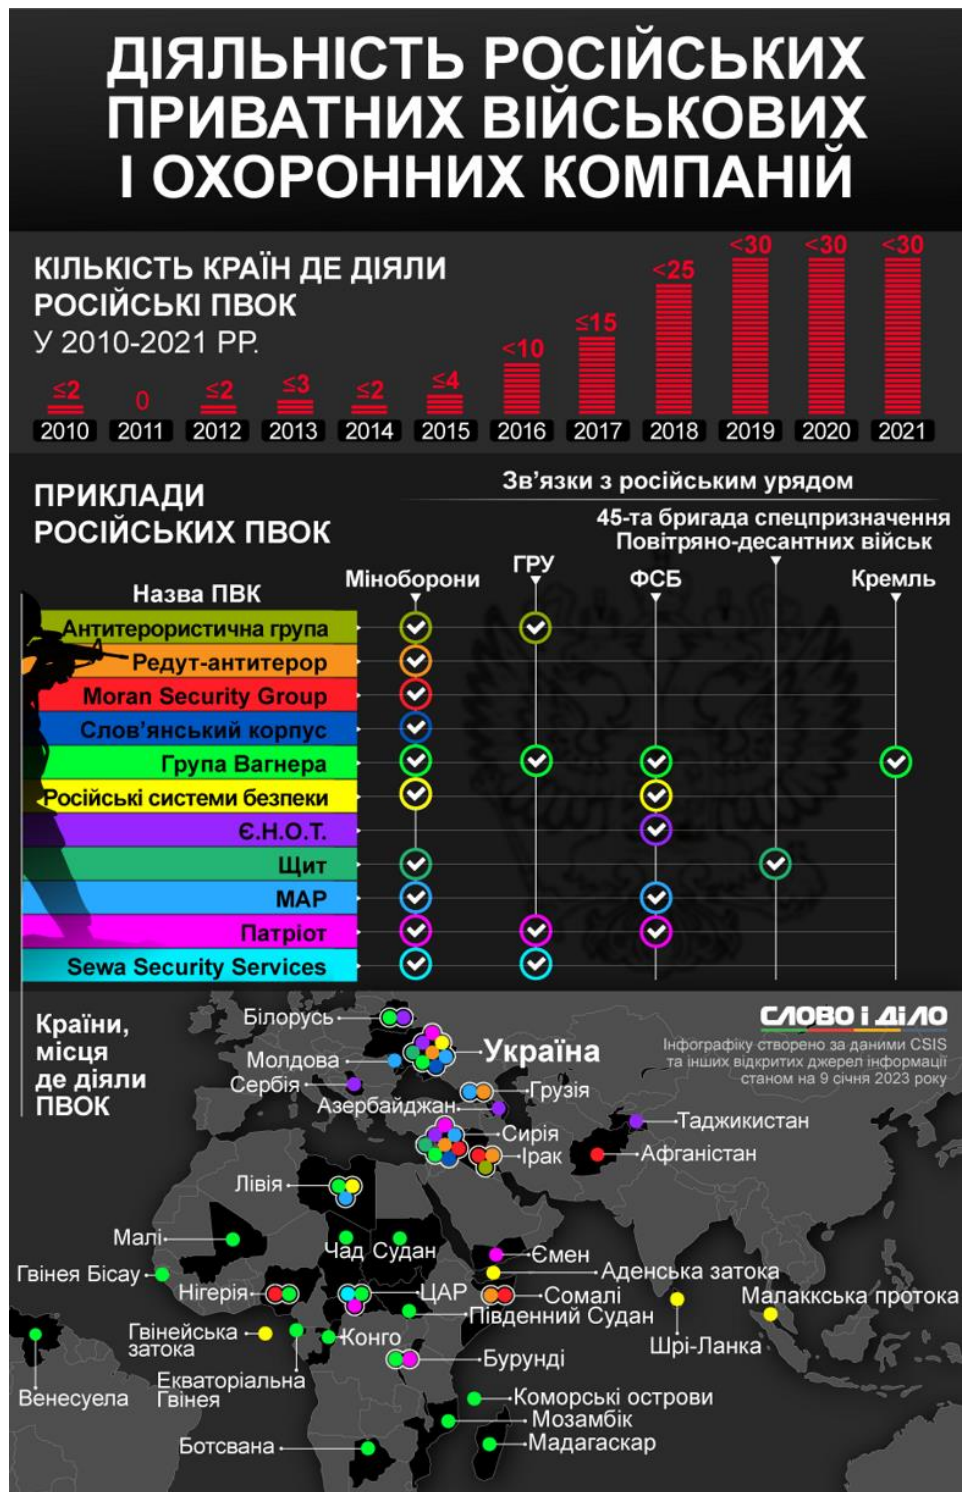 ДІЯЛЬНІСТЬ РОСІЙСЬКИХ
ПРИВАТНИХ ВІЙСЬКОВИХ
І ОХОРОННИХ КОМПАНІЙ
КІЛЬКІСТЬ КРАЇН ДЕ ДІЯЛИ
РОСІЙСЬКІ ПВОК
У 2010-2021 РР.
≤2 0 ≤2 ≤3 ≤2 ≤4 <10 ≤15 <25 <30 <30 <30
2010 2011 2012 2013 2014 2015 2016 2017 2018 2019 2020 2021
ПРИКЛАДИ
РОСІЙСЬКИХ ПВОК
Зв’язки з російським урядом
45-та бригада спецпризначення
Повітряно-десантних військ
Міноборони
ГРУ
ФСБ
Кремль
Назва ПВК
Антитерористична група
Редут-антитерор
Moran Security Group
Слов’янський корпус
Група Вагнера
Російські системи безпеки
Є.Н.О.Т.
Щит
МАР
Патріот
Sewa Security Services
Країни,
місця
де діяли
ПВОК
СЛОВО і ДІЛО
Інфографіку створено за даними CSIS
та інших відкритих джерел інформації
станом на 9 січня 2023 року
Білорусь
Молдова
Україна
Сербія
Грузія
Азербайджан
Таджикистан
Сирія
Ірак
Афганістан
Лівія
Малі
Чад
Судан
Ємен
Гвінея Бісау
Аденська затока
Нігерія
ЦАР
Сомалі
Малаккська протока
Південний Судан
Гвінейська
затока
Конго
Шрі-Ланка
Бурунді
Екваторіальна
Гвінея
Венесуела
Коморські острови
Мозамбік
Ботсвана
Мадагаскар